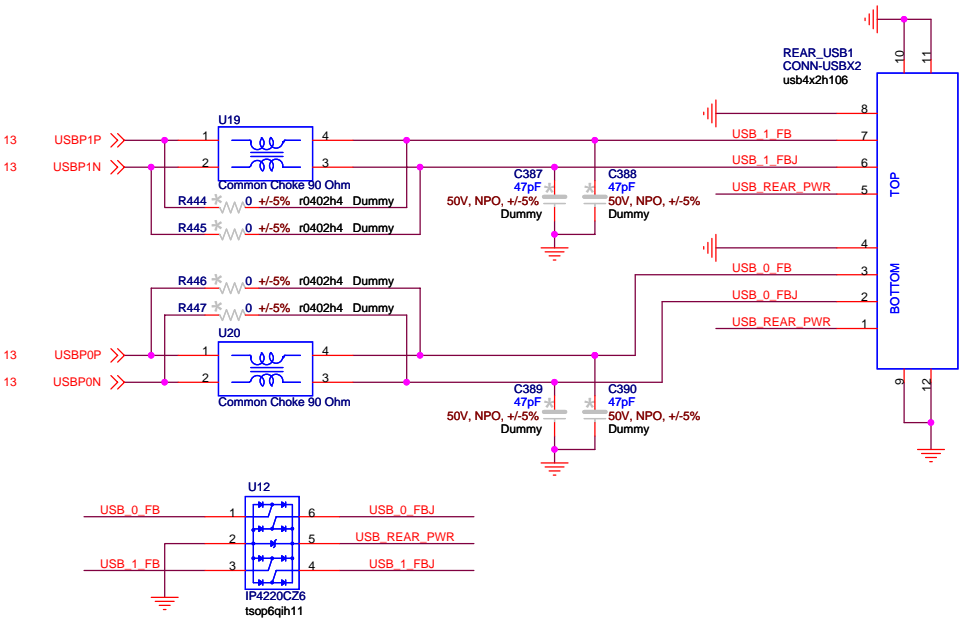 10
11
REAR_USB1
CONN-USBX2
usb4x2h106
8
7
6
5
4
3
2
1
TOP
BOTTOM
9
12
USB_1_FB
USB_1_FBJ
USB_REAR_PWR
USB_0_FB
USB_0_FBJ
USB_REAR_PWR
U19
13 USBP1P 1 4
13 USBP1N 2 3
Common Choke 90 Ohm
R444 * 0 +/-5% r0402h4 Dummy
R445 * 0 +/-5% r0402h4 Dummy
C387
47pF
50V, NPO, +/-5%
Dummy
*
C388
47pF
50V, NPO, +/-5%
Dummy
*
R446 * 0 +/-5% r0402h4 Dummy
R447 * 0 +/-5% r0402h4 Dummy
U20
13 USBP0P 1 4
13 USBP0N 2 3
Common Choke 90 Ohm
C389
47pF
50V, NPO, +/-5%
Dummy
*
C390
47pF
50V, NPO, +/-5%
Dummy
*
U12
USB_0_FB 1 6 USB_0_FBJ
2 5 USB_REAR_PWR
USB_1_FB 3 4 USB_1_FBJ
IP4220CZ6
tsop6qih11